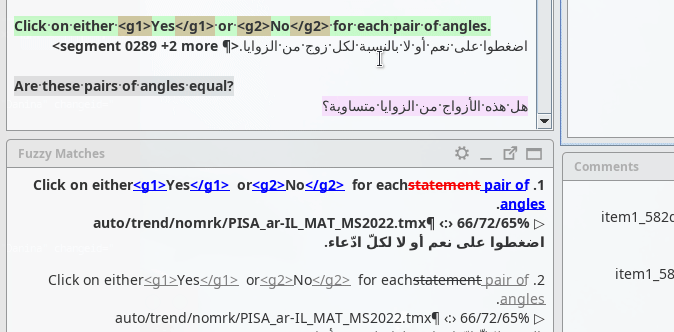 Click on either <g1>Yes</g1> or <g2>No</g2> for each pair of angles.
اضغطوا على نعم أو لا بالنسبة لكل زوج من الزوايا.<segment 0289 +2 more ¶>
Are these pairs of angles equal?
هل هذه الأزواج من الزوايا متساوية؟
Fuzzy Matches
1. Click on either<g1>Yes</g1> or<g2>No</g2> for eachstatement pair of
angles.
auto/trend/nomrk/PISA_ar-IL_MAT_MS2022.tmx¶ <:> 66/72/65% ▷
اضغطوا على نعم أو لا لكلّ ادّعاء.
2. Click on either<g1>Yes</g1> or<g2>No</g2> for eachstatement pair of
angles.
auto/trend/nomrk/PISA_ar-IL_MAT_MS2022.tmx¶ <:> 66/72/65% ▷
Comments
item1_582
item1_58